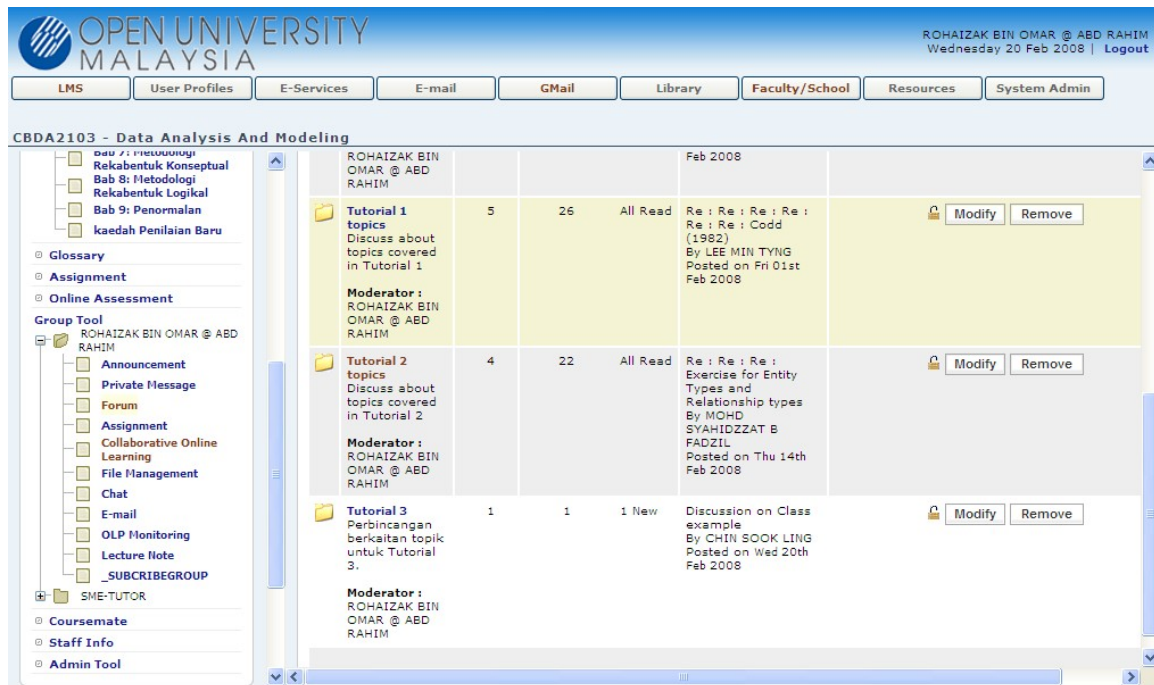 OPEN UNIVERSITY
MALAYSIA
ROHAIZAK BIN OMAR @ ABD RAHIM
Wednesday 20 Feb 2008 | Logout
LMS
User Profiles
E-Services
E-mail
GMail
Library
Faculty/School
Resources
System Admin
CBDA2103 - Data Analysis And Modeling
Bab 7: Metodologi
Rekabentuk Konseptual
Bab 8: Metodologi
Rekabentuk Logikal
Bab 9: Penormalan
kaedah Penilaian Baru
Glossary
Assignment
Online Assessment
Group Tool
ROHAIZAK BIN OMAR @ ABD
RAHIM
Announcement
Private Message
Forum
Assignment
Collaborative Online
Learning
File Management
Chat
E-mail
OLP Monitoring
Lecture Note
_SUBCRIBEGROUP
SME-TUTOR
Coursemate
Staff Info
Admin Tool
ROHAIZAK BIN
OMAR @ ABD
RAHIM
Feb 2008
Tutorial 1
topics
Discuss about
topics covered
in Tutorial 1
Moderator :
ROHAIZAK BIN
OMAR @ ABD
RAHIM
5
26
All Read
Re : Re : Re : Re :
Re : Re : Codd
(1982)
By LEE MIN TYNG
Posted on Fri 01st
Feb 2008
Modify
Remove
Tutorial 2
topics
Discuss about
topics covered
in Tutorial 2
Moderator :
ROHAIZAK BIN
OMAR @ ABD
RAHIM
4
22
All Read
Re : Re : Re :
Exercise for Entity
Types and
Relationship types
By MOHD
SYAHIDZZAT B
FADZIL
Posted on Thu 14th
Feb 2008
Modify
Remove
Tutorial 3
Perbincangan
berkaitan topik
untuk Tutorial
3.
Moderator :
ROHAIZAK BIN
OMAR @ ABD
RAHIM
1
1
1 New
Discussion on Class
example
By CHIN SOOK LING
Posted on Wed 20th
Feb 2008
Modify
Remove